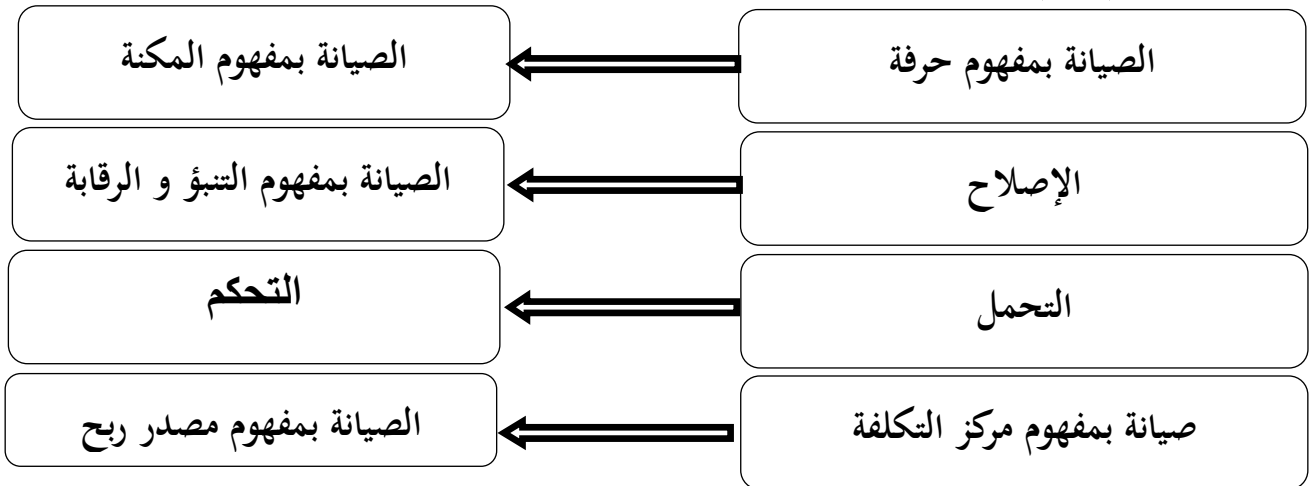 الصيانة بمفهوم حرفة
الصيانة بمفهوم المكنة
الإصلاح
الصيانة بمفهوم التنبؤ و الرقابة
التحمل
التحكم
صيانة بمفهوم مركز التكلفة
الصيانة بمفهوم مصدر ربح